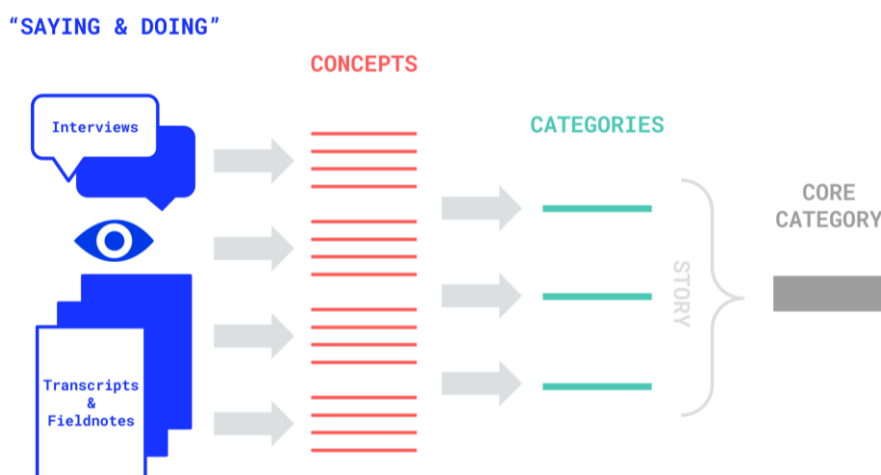 “SAYING & DOING”
CONCEPTS
Interviews
CATEGORIES
CORE
CATEGORY
STORY
Transcripts
&
Fieldnotes